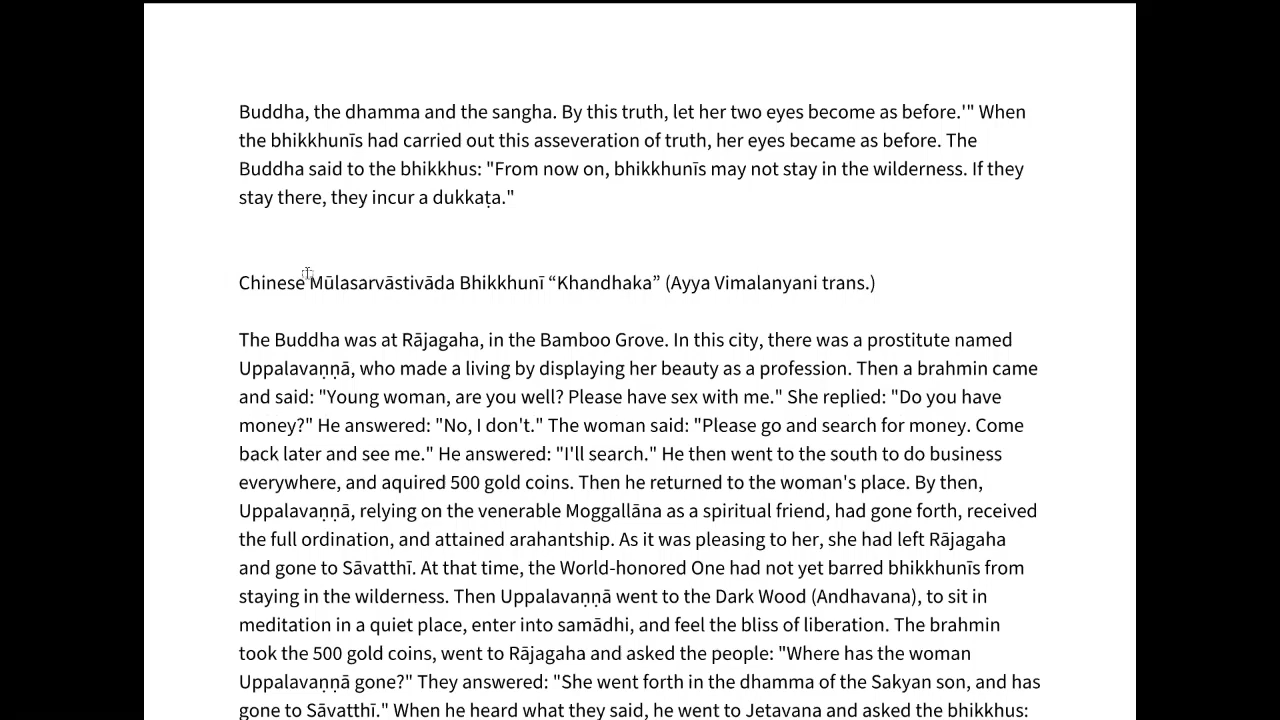 Buddha, the dhamma and the sangha. By this truth, let her two eyes become as before.'" When
the bhikkhunīs had carried out this asseveration of truth, her eyes became as before. The
Buddha said to the bhikkhus: "From now on, bhikkhunīs may not stay in the wilderness. If they
stay there, they incur a dukkaṭa."
Chinese Mūlasarvāstivāda Bhikkhunī “Khandhaka” (Ayya Vimalanyani trans.)
The Buddha was at Rājagaha, in the Bamboo Grove. In this city, there was a prostitute named
Uppalavaṇṇā, who made a living by displaying her beauty as a profession. Then a brahmin came
and said: "Young woman, are you well? Please have sex with me." She replied: "Do you have
money?" He answered: "No, I don't." The woman said: "Please go and search for money. Come
back later and see me." He answered: "I'll search." He then went to the south to do business
everywhere, and aquired 500 gold coins. Then he returned to the woman's place. By then,
Uppalavaṇṇā, relying on the venerable Moggallāna as a spiritual friend, had gone forth, received
the full ordination, and attained arahantship. As it was pleasing to her, she had left Rājagaha
and gone to Sāvatthī. At that time, the World-honored One had not yet barred bhikkhunīs from
staying in the wilderness. Then Uppalavaṇṇā went to the Dark Wood (Andhavana), to sit in
meditation in a quiet place, enter into samādhi, and feel the bliss of liberation. The brahmin
took the 500 gold coins, went to Rājagaha and asked the people: "Where has the woman
Uppalavaṇṇā gone?" They answered: "She went forth in the dhamma of the Sakyan son, and has
gone to Sāvatthī." When he heard what they said, he went to Jetavana and asked the bhikkhus: